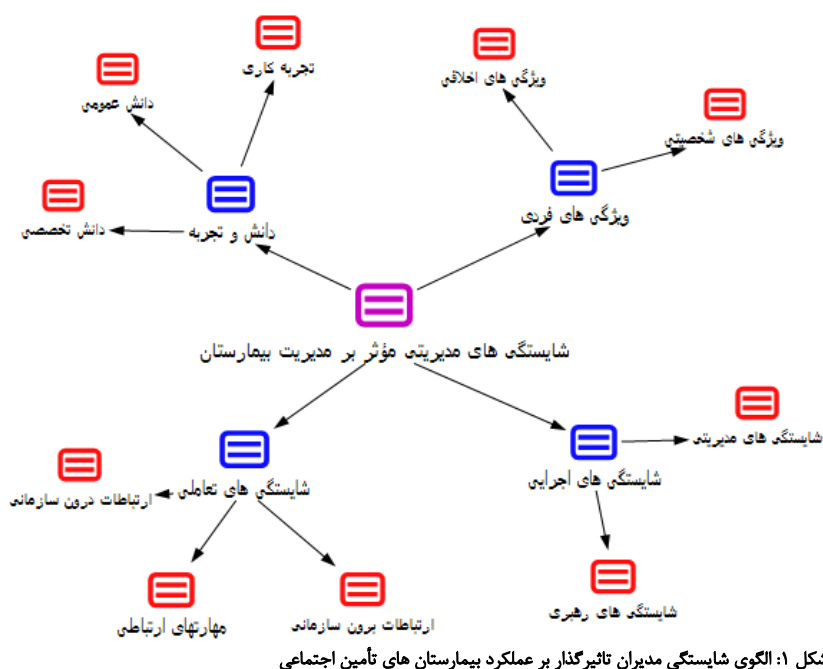 تجربه کاری
ویژگی های اخلاقی
دانش عمومی
ویژگی های شخصیتی
دانش تخصصی
دانش و تجربه
ویژگی های فردی
شایستگی های مدیریتی مؤثر بر مدیریت بیمارستان
شایستگی های مدیریتی
شایستگی های اجرایی
شایستگی های تعاملی
ارتباطات درون سازمانی
شایستگی های رهبری
ارتباطات برون سازمانی
مهارتهای ارتباطی
شکل ۱: الگوی شایستگی مدیران تاثیرگذار بر عملکرد بیمارستان های تأمین اجتماعی